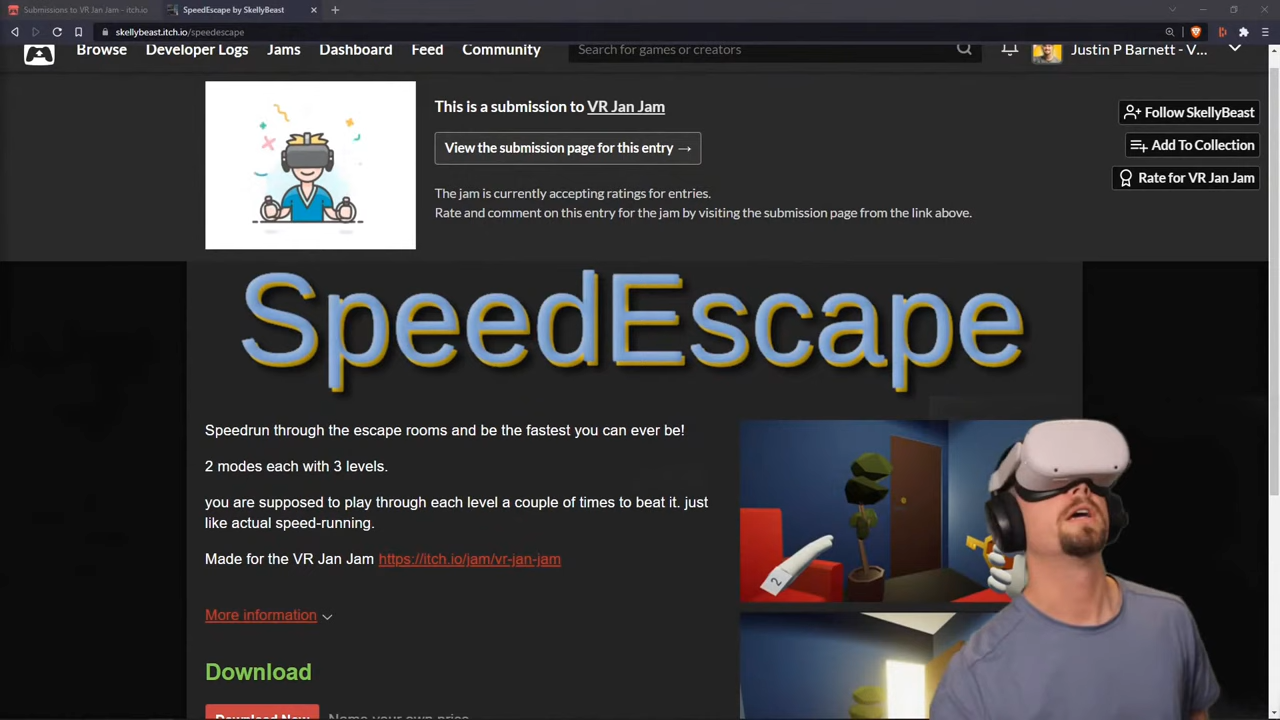 Submissions to VR Jan Jam - itch.io
SpeedEscape by SkellyBeast
skellybeast.itch.io/speedescape
Browse Developer Logs Jams Dashboard Feed Community Search for games or creators Justin P Barnett - V...
This is a submission to VR Jan Jam
View the submission page for this entry →
The jam is currently accepting ratings for entries.
Rate and comment on this entry for the jam by visiting the submission page from the link above.
Follow SkellyBeast
Add To Collection
Rate for VR Jan Jam
SpeedEscape
Speedrun through the escape rooms and be the fastest you can ever be!
2 modes each with 3 levels.
you are supposed to play through each level a couple of times to beat it. just
like actual speed-running.
Made for the VR Jan Jam https://itch.io/jam/vr-jan-jam
More information
Download
Download Now Name your own price
2